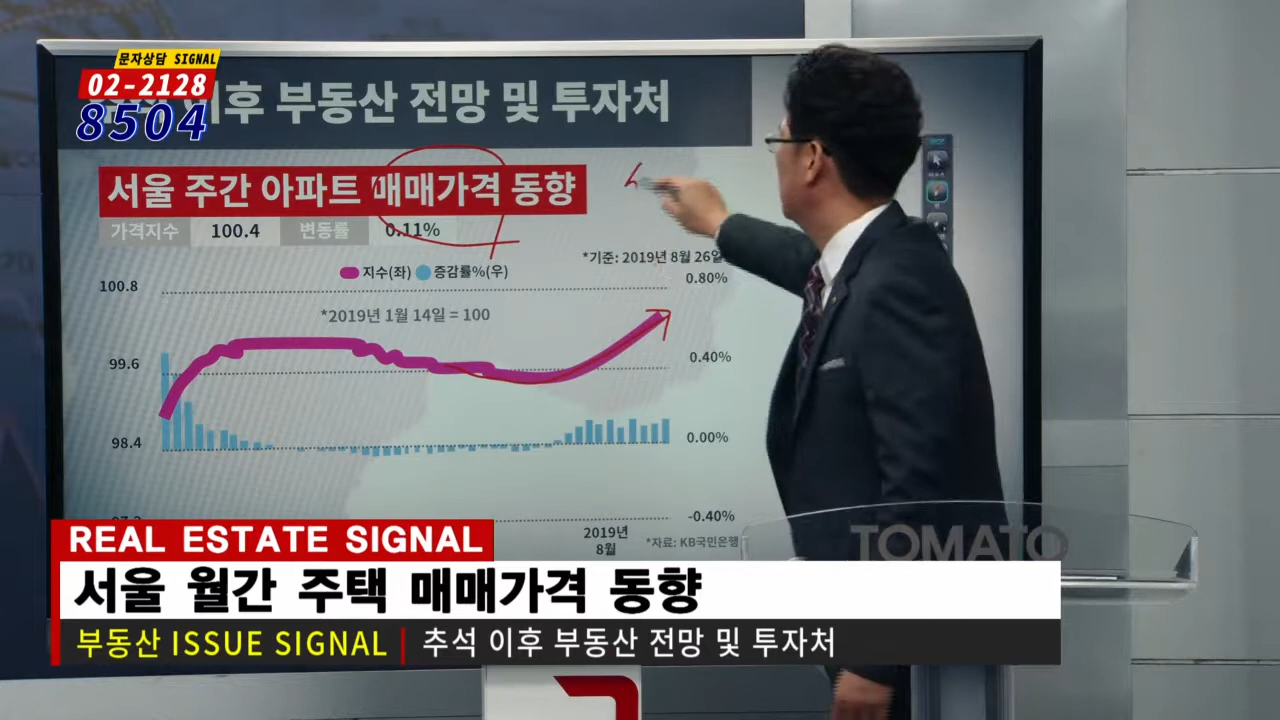 문자상담 SIGNAL
02-2128
8504
이후 부동산 전망 및 투자처
서울 주간 아파트 매매가격 동향
가격지수 100.4 변동률 0.11%
*기준: 2019년 8월 26일
지수(좌) 증감률%(우)
100.8 0.80%
*2019년 1월 14일 = 100
99.6 0.40%
98.4 0.00%
-0.40%
2019년
8월
*자료: KB국민은행
TOMATO
REAL ESTATE SIGNAL
서울 월간 주택 매매가격 동향
부동산 ISSUE SIGNAL 추석 이후 부동산 전망 및 투자처